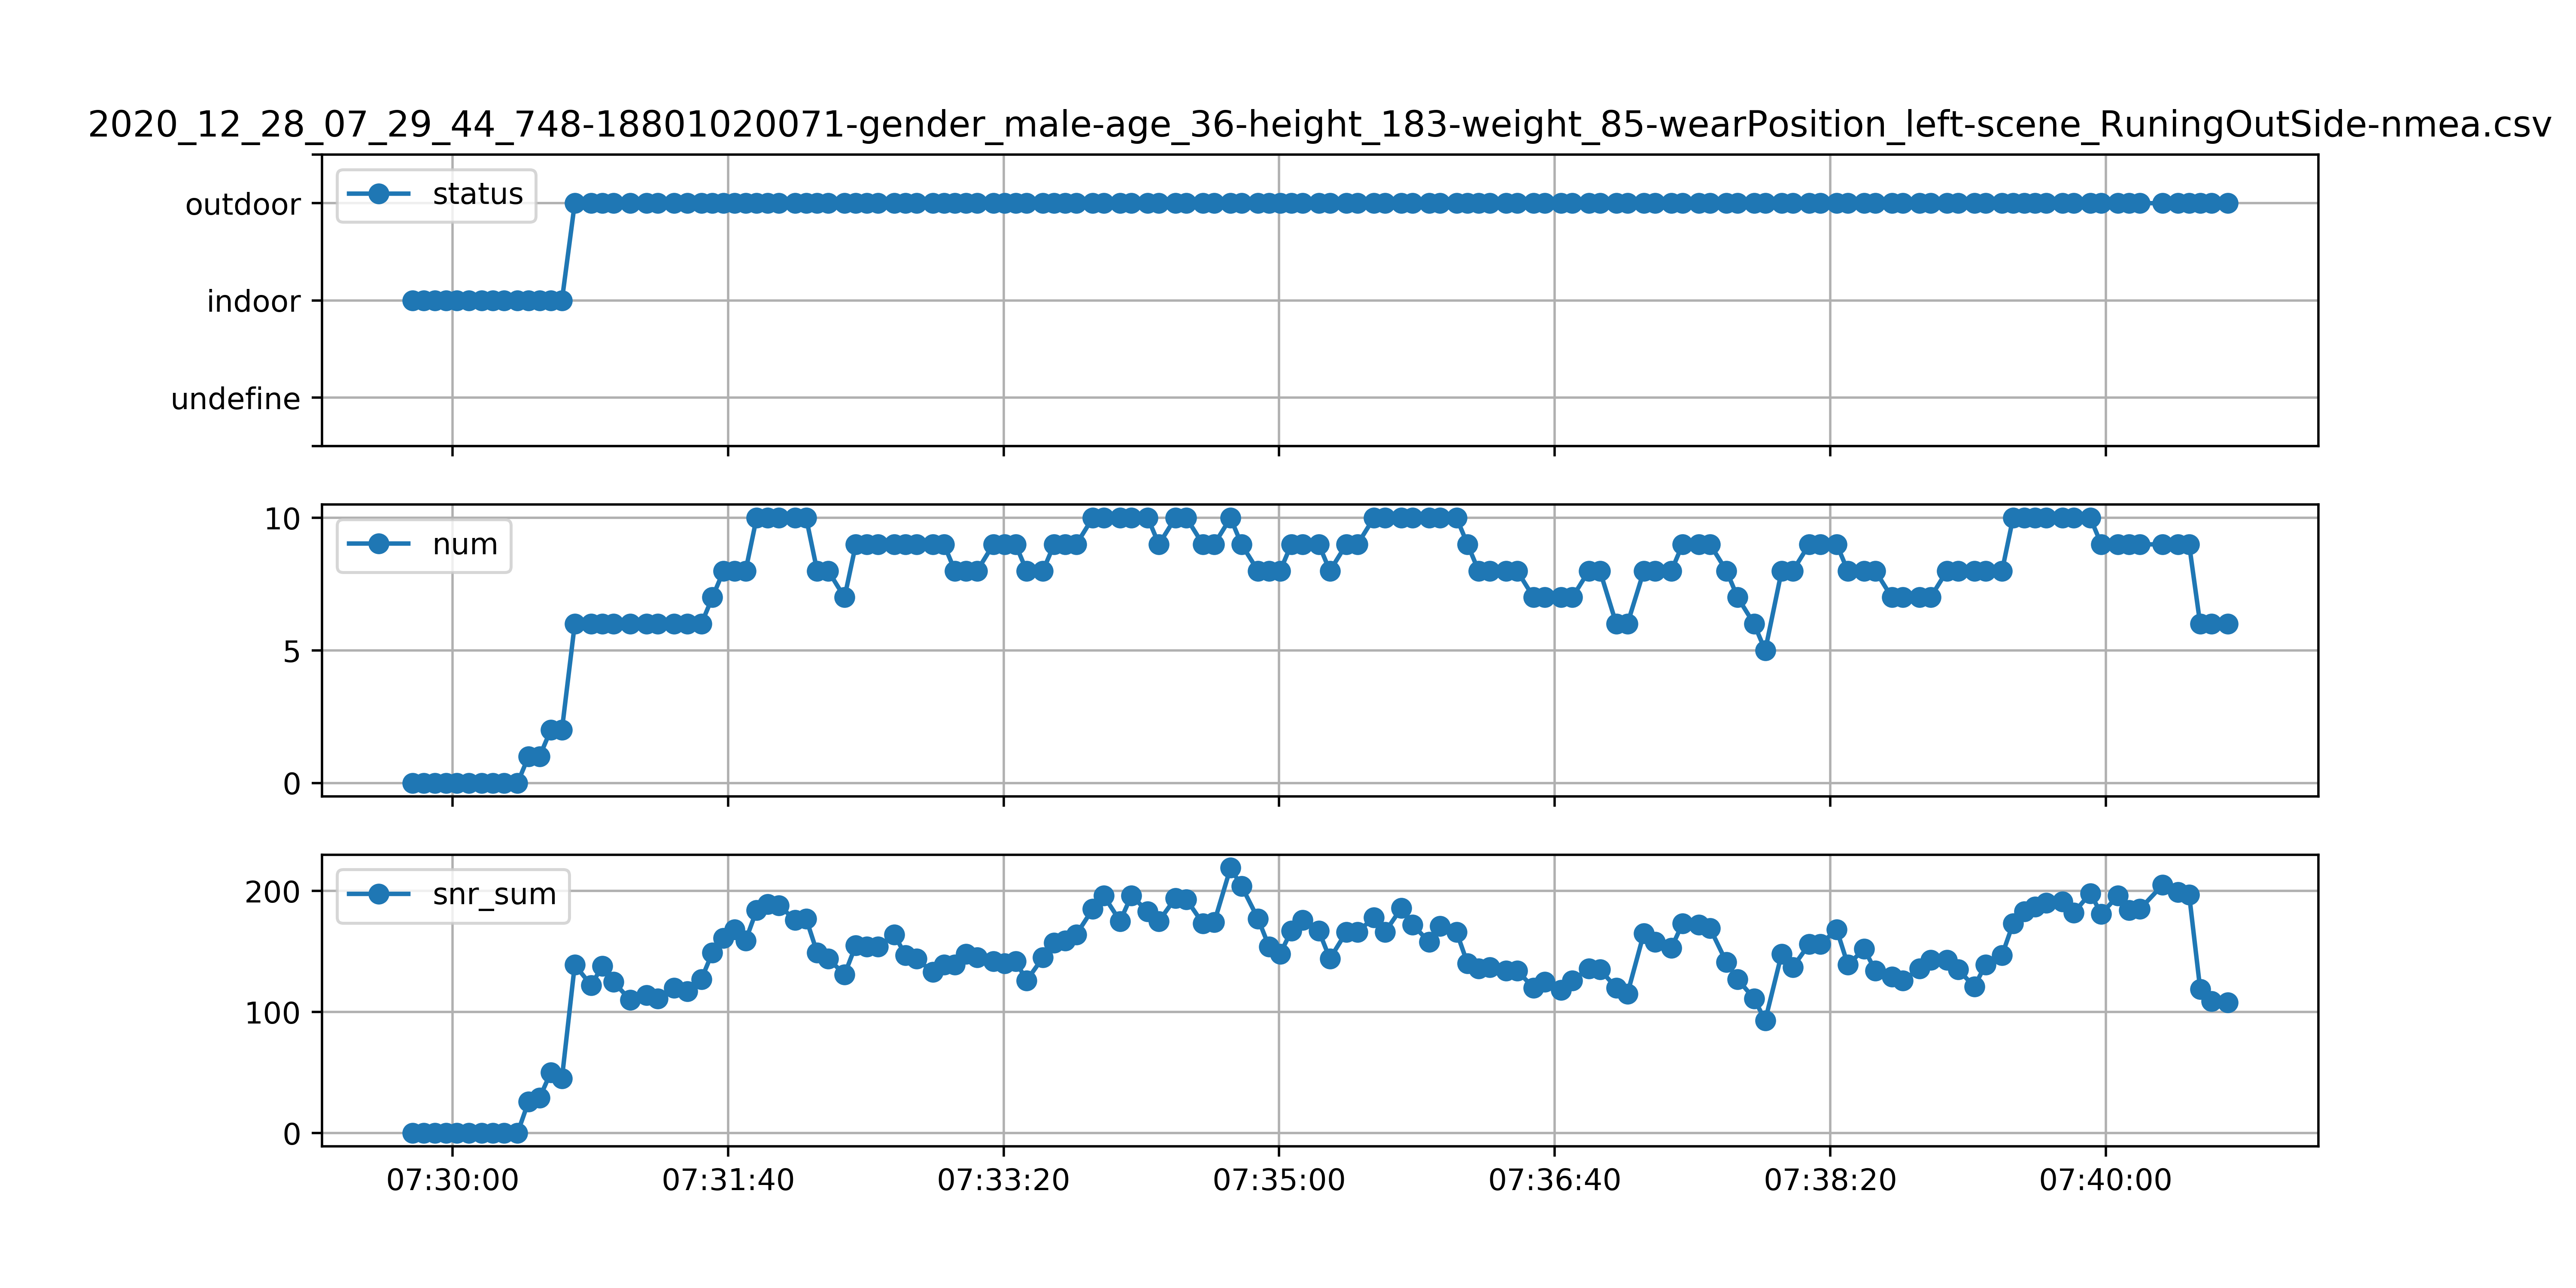 2020_12_28_07_29_44_748-18801020071-gender_male-age_36-height_183-weight_85-wearPosition_left-scene_RuningOutSide-nmea.csv
status
outdoor
indoor
undefine
num
10
5
0
snr_sum
200
100
0
07:30:00 07:31:40 07:33:20 07:35:00 07:36:40 07:38:20 07:40:00